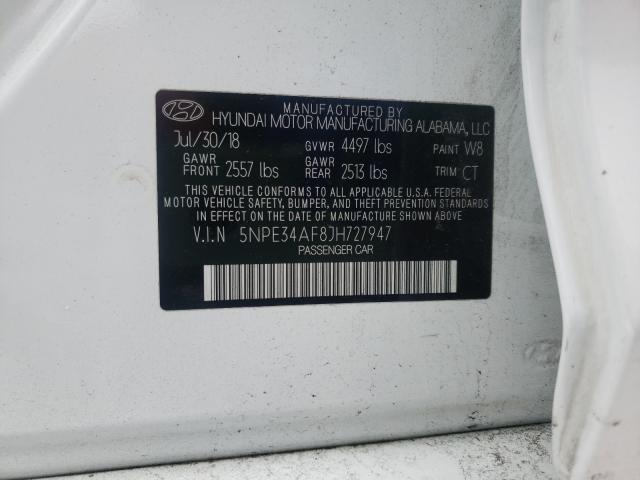 MANUFACTURED BY
HYUNDAI MOTOR MANUFACTURING ALABAMA, LLC
Jul/30/18 GVWR 4497 lbs PAINT W8
GAWR FRONT 2557 lbs GAWR REAR 2513 lbs TRIM CT
THIS VEHICLE CONFORMS TO ALL APPLICABLE U.S.A. FEDERAL
MOTOR VEHICLE SAFETY, BUMPER, AND THEFT PREVENTION STANDARDS
IN EFFECT ON THE DATE OF MANUFACTURE SHOWN ABOVE.
V.I.N 5NPE34AF8JH727947
PASSENGER CAR